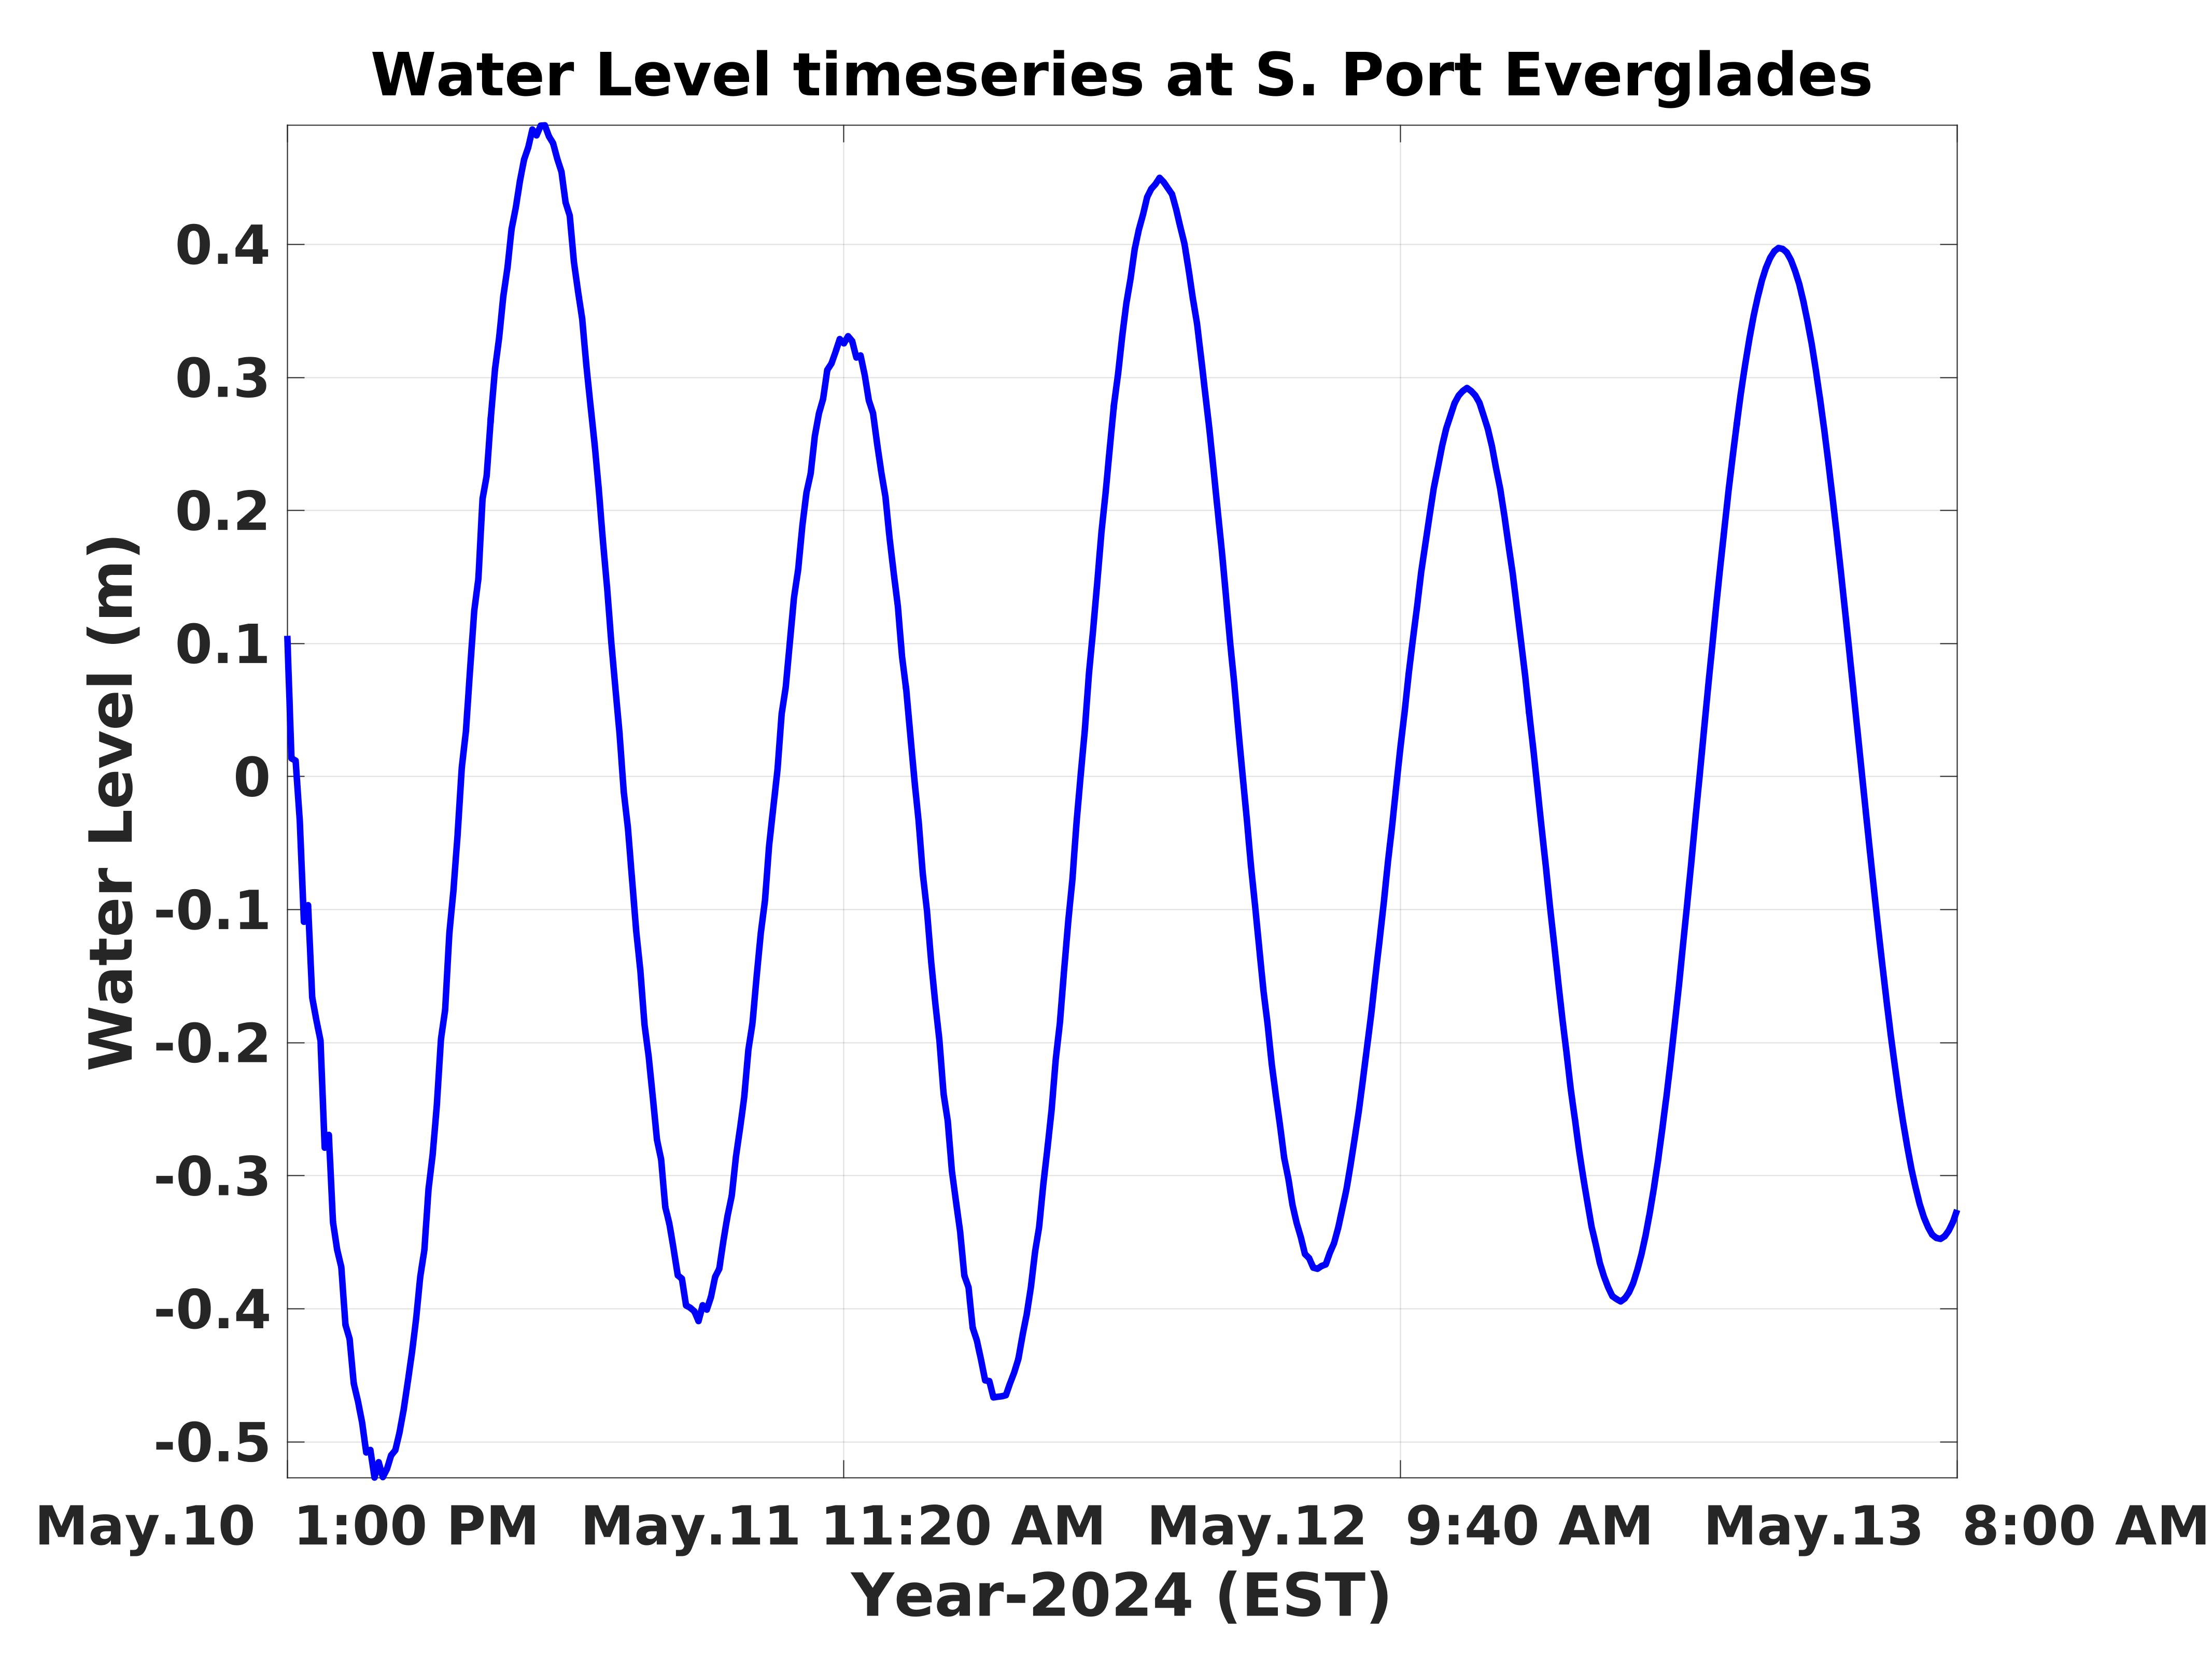 Water Level timeseries at S. Port Everglades
Water Level (m)
0.4
0.3
0.2
0.1
0
-0.1
-0.2
-0.3
-0.4
-0.5
May.10 1:00 PM May.11 11:20 AM May.12 9:40 AM May.13 8:00 AM
Year-2024 (EST)